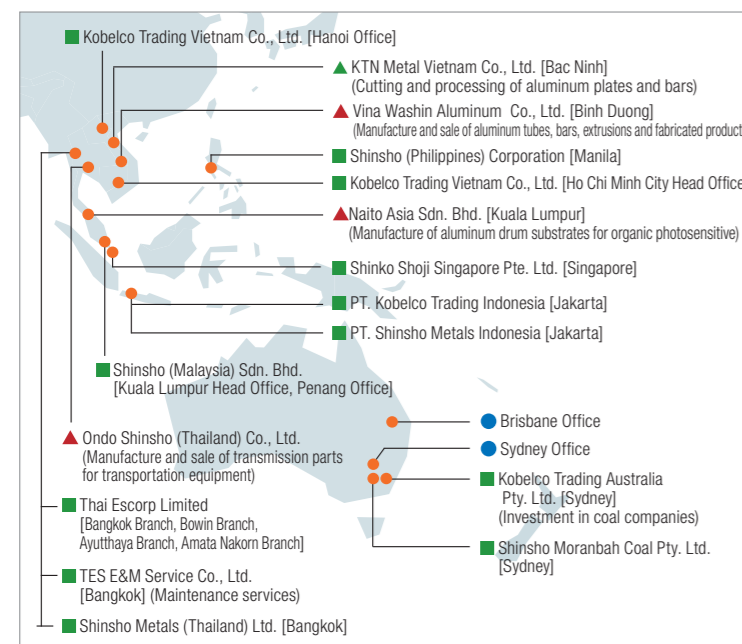 Kobelco Trading Vietnam Co., Ltd. [Hanoi Office]
KTN Metal Vietnam Co., Ltd. [Bac Ninh]
(Cutting and processing of aluminum plates and bars)
Vina Washin Aluminum Co., Ltd. [Binh Duong]
(Manufacture and sale of aluminum tubes, bars, extrusions and fabricated product
Shinsho (Philippines) Corporation [Manila]
Kobelco Trading Vietnam Co., Ltd. [Ho Chi Minh City Head Office
Naito Asia Sdn. Bhd. [Kuala Lumpur]
(Manufacture of aluminum drum substrates for organic photosensitive)
Shinko Shoji Singapore Pte. Ltd. [Singapore]
PT. Kobelco Trading Indonesia [Jakarta]
PT. Shinsho Metals Indonesia [Jakarta]
Shinsho (Malaysia) Sdn. Bhd.
[Kuala Lumpur Head Office, Penang Office]
Ondo Shinsho (Thailand) Co., Ltd.
(Manufacture and sale of transmission parts
for transportation equipment)
Thai Escorp Limited
[Bangkok Branch, Bowin Branch,
Ayutthaya Branch, Amata Nakorn Branch]
TES E&M Service Co., Ltd.
[Bangkok] (Maintenance services)
Shinsho Metals (Thailand) Ltd. [Bangkok]
Brisbane Office
Sydney Office
Kobelco Trading Australia
Pty. Ltd. [Sydney]
(Investment in coal companies)
Shinsho Moranbah Coal Pty. Ltd.
[Sydney]